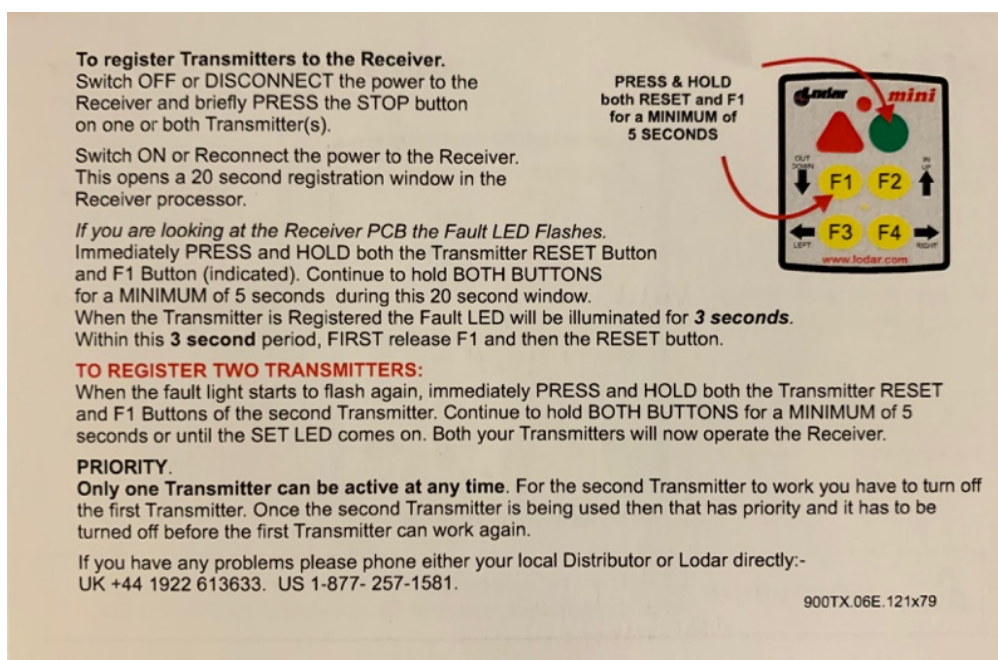 To register Transmitters to the Receiver.
Switch OFF or DISCONNECT the power to the
Receiver and briefly PRESS the STOP button
on one or both Transmitter(s).
Switch ON or Reconnect the power to the Receiver.
This opens a 20 second registration window in the
Receiver processor.
If you are looking at the Receiver PCB the Fault LED Flashes.
Immediately PRESS and HOLD both the Transmitter RESET Button
and F1 Button (indicated). Continue to hold BOTH BUTTONS
for a MINIMUM of 5 seconds during this 20 second window.
When the Transmitter is Registered the Fault LED will be illuminated for 3 seconds.
Within this 3 second period, FIRST release F1 and then the RESET button.
PRESS & HOLD
both RESET and F1
for a MINIMUM of
5 SECONDS
Lodar mini
OUT
DOWN
IN
UP
F1 F2
F3 F4
LEFT
RIGHT
www.lodar.com
TO REGISTER TWO TRANSMITTERS:
When the fault light starts to flash again, immediately PRESS and HOLD both the Transmitter RESET
and F1 Buttons of the second Transmitter. Continue to hold BOTH BUTTONS for a MINIMUM of 5
seconds or until the SET LED comes on. Both your Transmitters will now operate the Receiver.
PRIORITY.
Only one Transmitter can be active at any time. For the second Transmitter to work you have to turn off
the first Transmitter. Once the second Transmitter is being used then that has priority and it has to be
turned off before the first Transmitter can work again.
If you have any problems please phone either your local Distributor or Lodar directly:-
UK +44 1922 613633. US 1-877- 257-1581.
900TX.06E.121x79